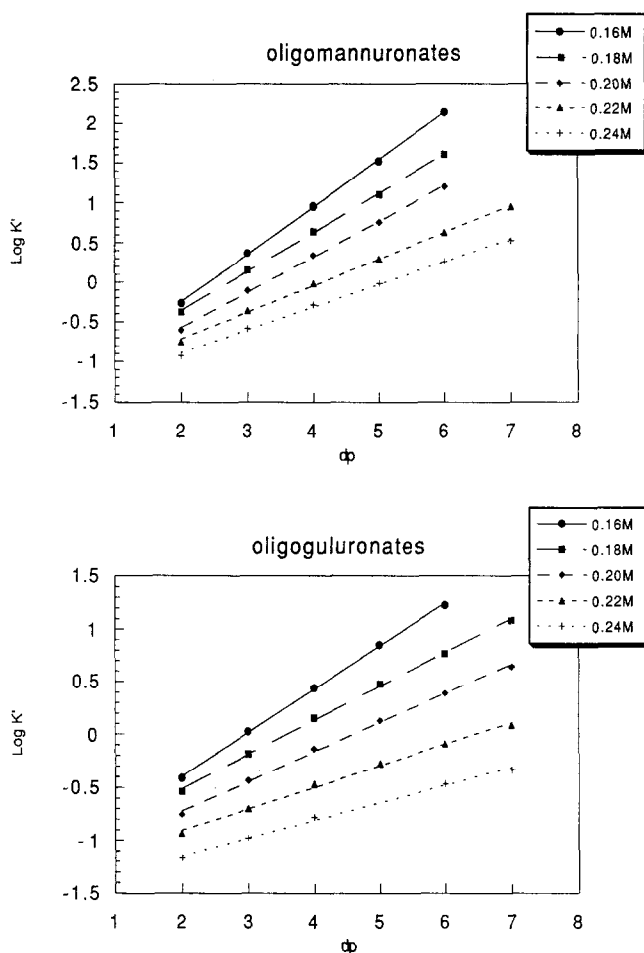 oligomannuronates
0.16M
0.18M
0.20M
0.22M
0.24M
2.5
2
1.5
1
0.5
0
-0.5
-1
-1.5
Log K'
1 2 3 4 5 6 7 8
dp
oligoguluronates
0.16M
0.18M
0.20M
0.22M
0.24M
1.5
1
0.5
0
-0.5
-1
-1.5
Log K'
1 2 3 4 5 6 7 8
dp